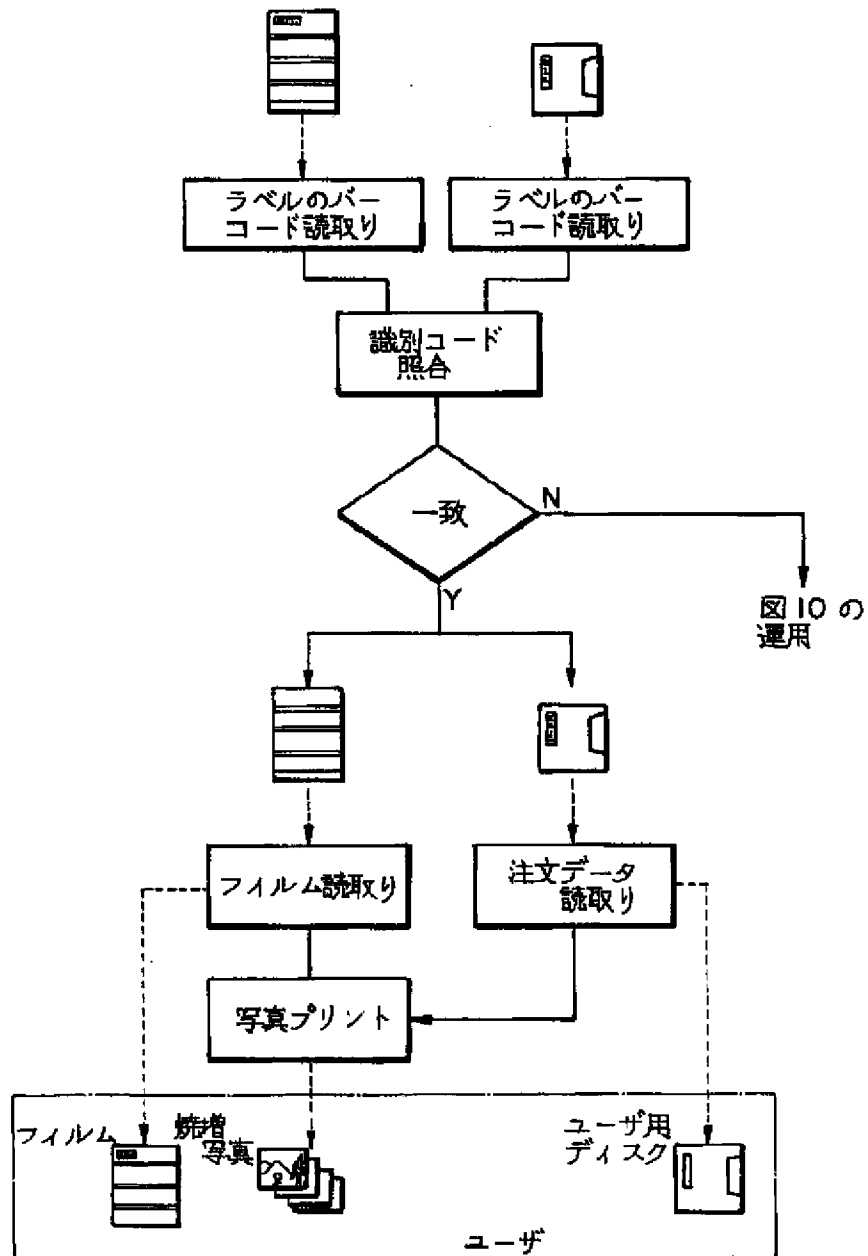 ラベルのバー
コード読取り
ラベルのバー
コード読取り
識別コード
照合
一致
N
Y
図10の
運用
フィルム読取り
注文データ
読取り
写真プリント
フィルム
焼増
写真
ユーザ用
ディスク
ユーザ